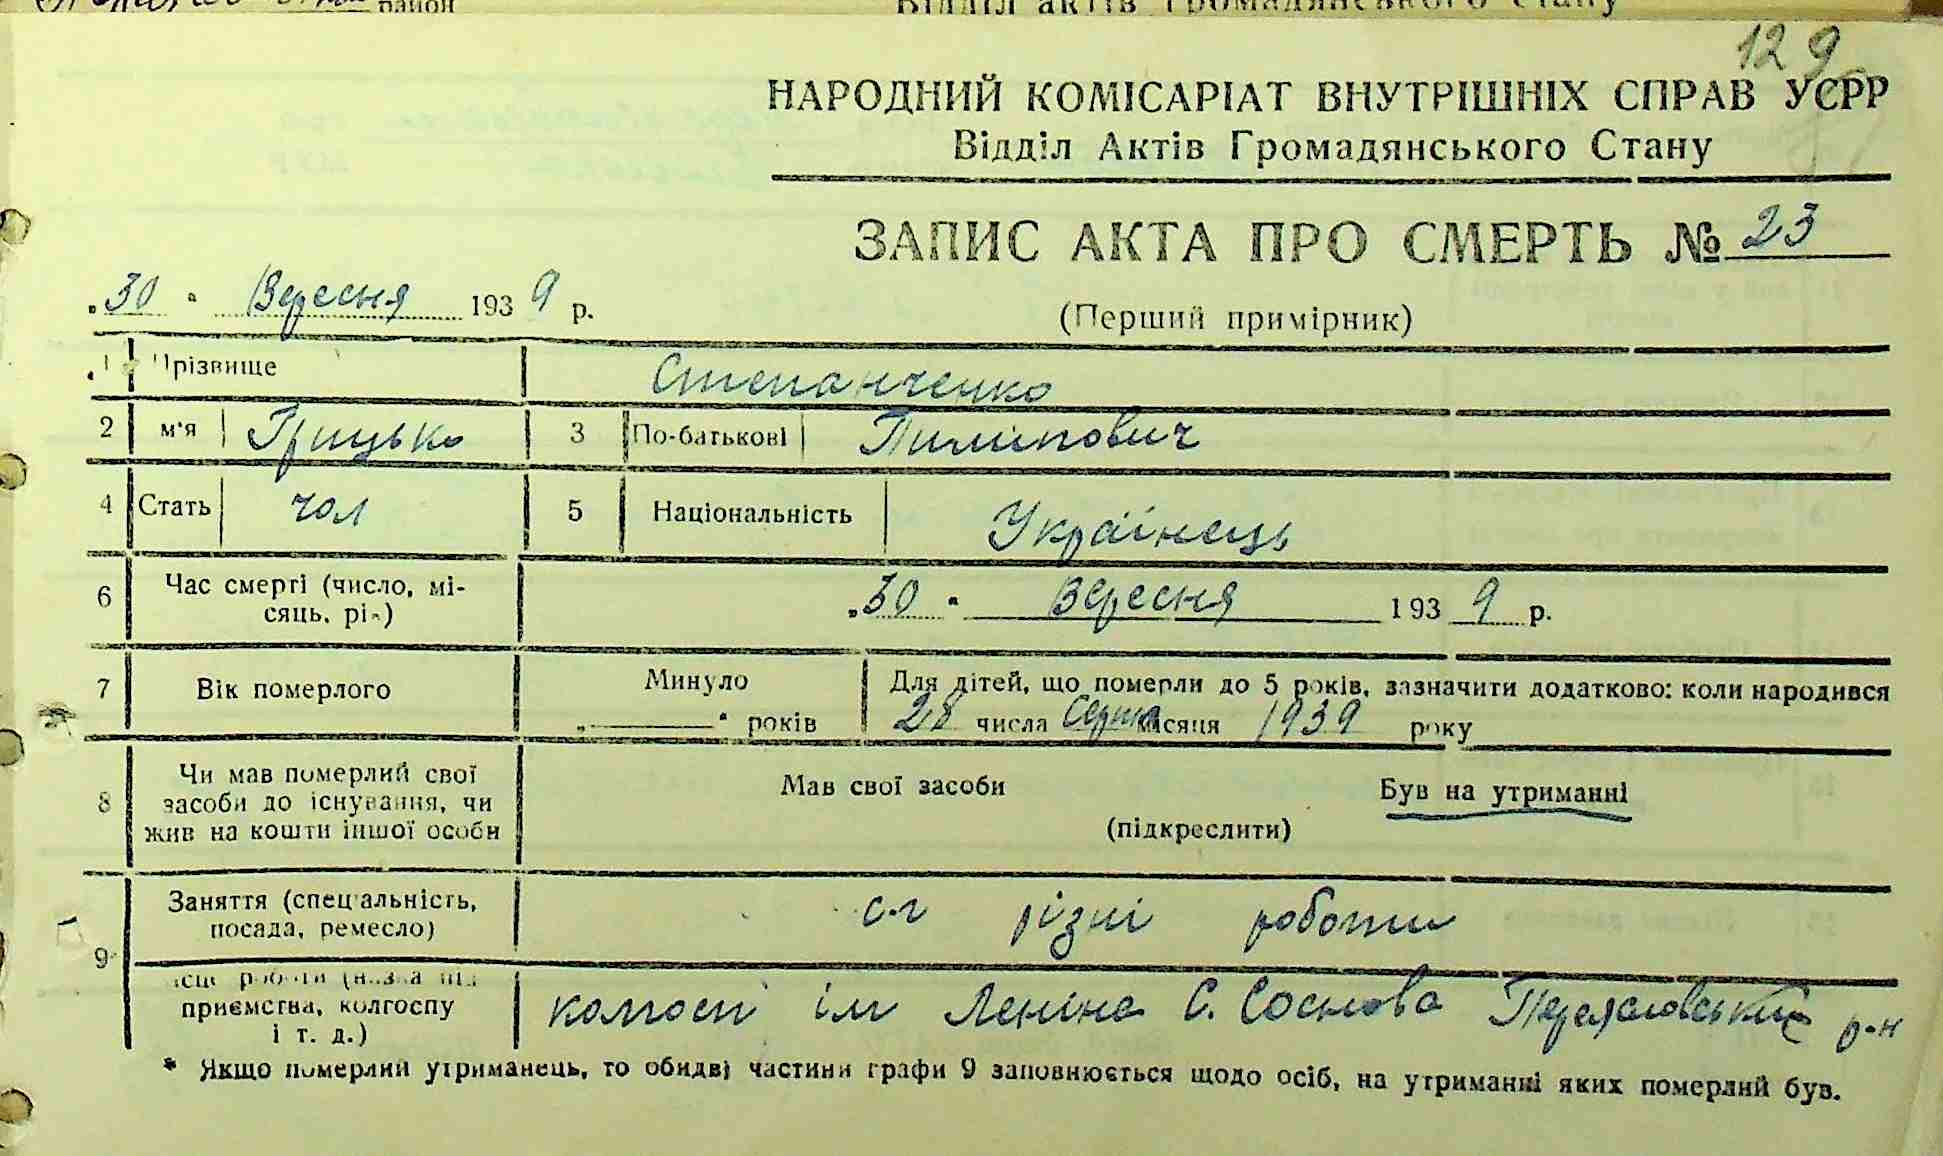 район Відділ актів Громадянського Стану
129
НАРОДНИЙ КОМІСАРІАТ ВНУТРІШНІХ СПРАВ УСРР
Відділ Актів Громадянського Стану
ЗАПИС АКТА ПРО СМЕРТЬ № 23
„30" Вересня 1939 р.
(Перший примірник)
1 Прізвище Степанченко
2 м'я Грицько 3 По-батькові Пилипович
4 Стать чол 5 Національність Українець
6 Час смерті (число, мі-
сяць, рік) „30" Вересня 1939 р.
7 Вік померлого Минуло Для дітей, що померли до 5 років, зазначити додатково: коли народився
„——" років 28 числа Серпня місяця 1939 року
8 Чи мав померлий свої
засоби до існування, чи
жив на кошти іншої особи
Мав свої засоби Був на утриманні
(підкреслити)
9 Заняття (спеціальність,
посада, ремесло) с.г різні роботи
приємства, колгоспу
і т. д.) колгосп ім Леніна С. Соснова Переяславський р-н
* Якщо померлий утриманець, то обидві частини графи 9 заповнюється щодо осіб, на утриманні яких померлий був.